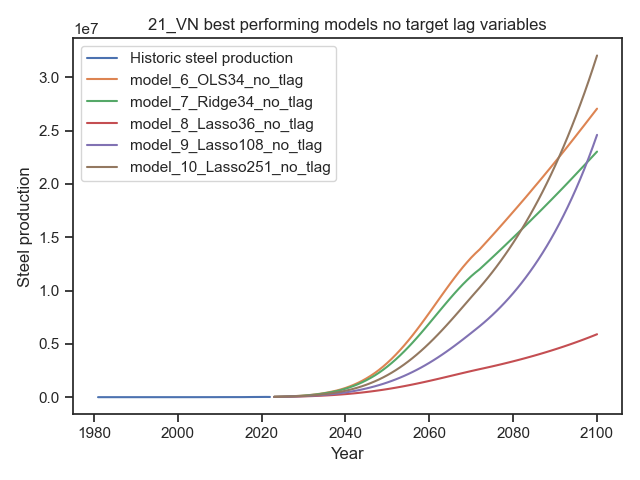 21_VN best performing models no target lag variables
1e7
Historic steel production
model_6_OLS34_no_tlag
model_7_Ridge34_no_tlag
model_8_Lasso36_no_tlag
model_9_Lasso108_no_tlag
model_10_Lasso251_no_tlag
3.0
2.5
2.0
1.5
1.0
0.5
0.0
Steel production
1980 2000 2020 2040 2060 2080 2100
Year